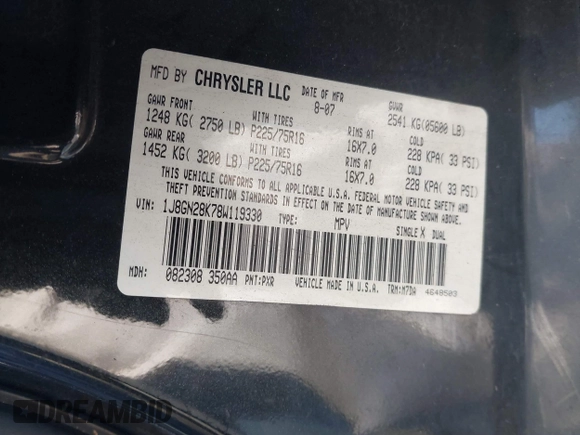 MFD BY CHRYSLER LLC DATE OF MFR GVWR
8-07 2541 KG(05600 LB)
GAWR FRONT WITH TIRES RIMS AT COLD
1248 KG( 2750 LB) P225/75R16 16X7.0 228 KPA( 33 PSI)
GAWR REAR WITH TIRES RIMS AT COLD
1452 KG( 3200 LB) P225/75R16 16X7.0 228 KPA( 33 PSI)
THIS VEHICLE CONFORMS TO ALL APPLICABLE U.S.A. FEDERAL MOTOR VEHICLE SAFETY AND
THEFT PREVENTION STANDARDS IN EFFECT ON THE DATE OF MANUFACTURE SHOWN ABOVE.
VIN: 1J8GN28K78W119330 TYPE: MPV SINGLE X DUAL
MDH: 082308 350AA PNT:PXR VEHICLE MADE IN U.S.A. TRM:M7DA 4648503
DREAMBID